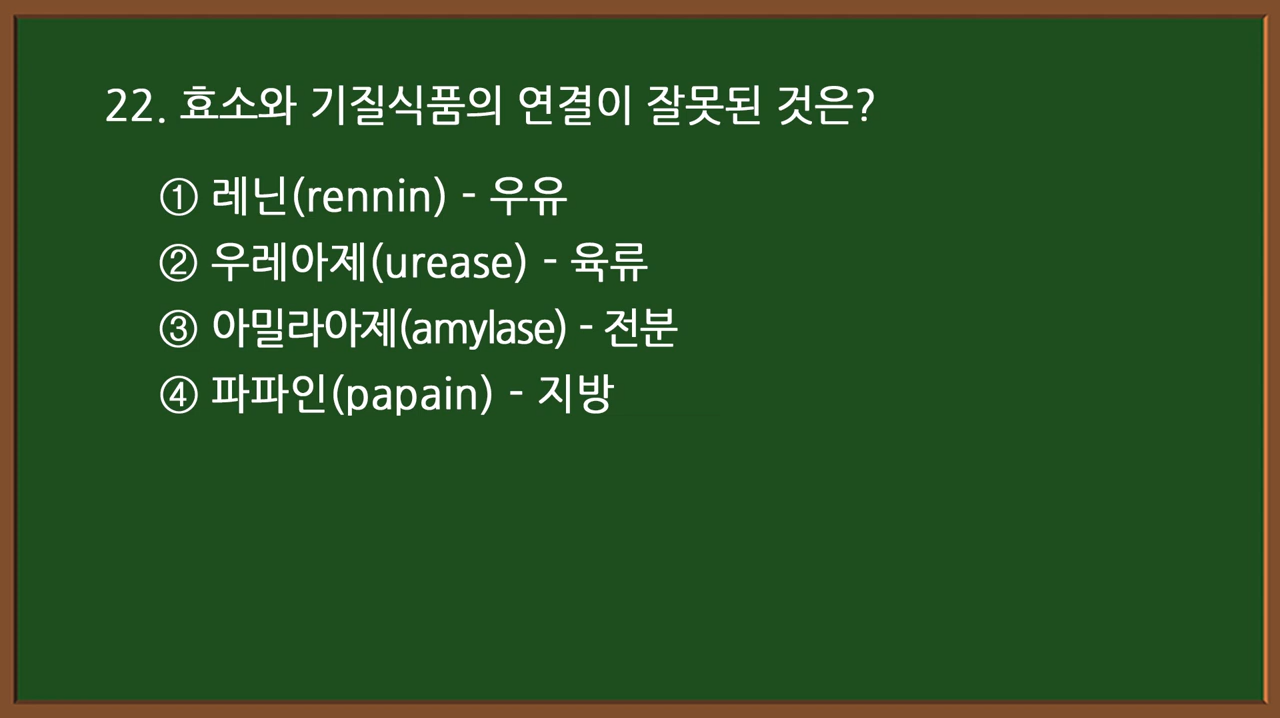 22. 효소와 기질식품의 연결이 잘못된 것은?
① 레닌(rennin) - 우유
② 우레아제(urease) - 육류
③ 아밀라아제(amylase) - 전분
④ 파파인(papain) - 지방